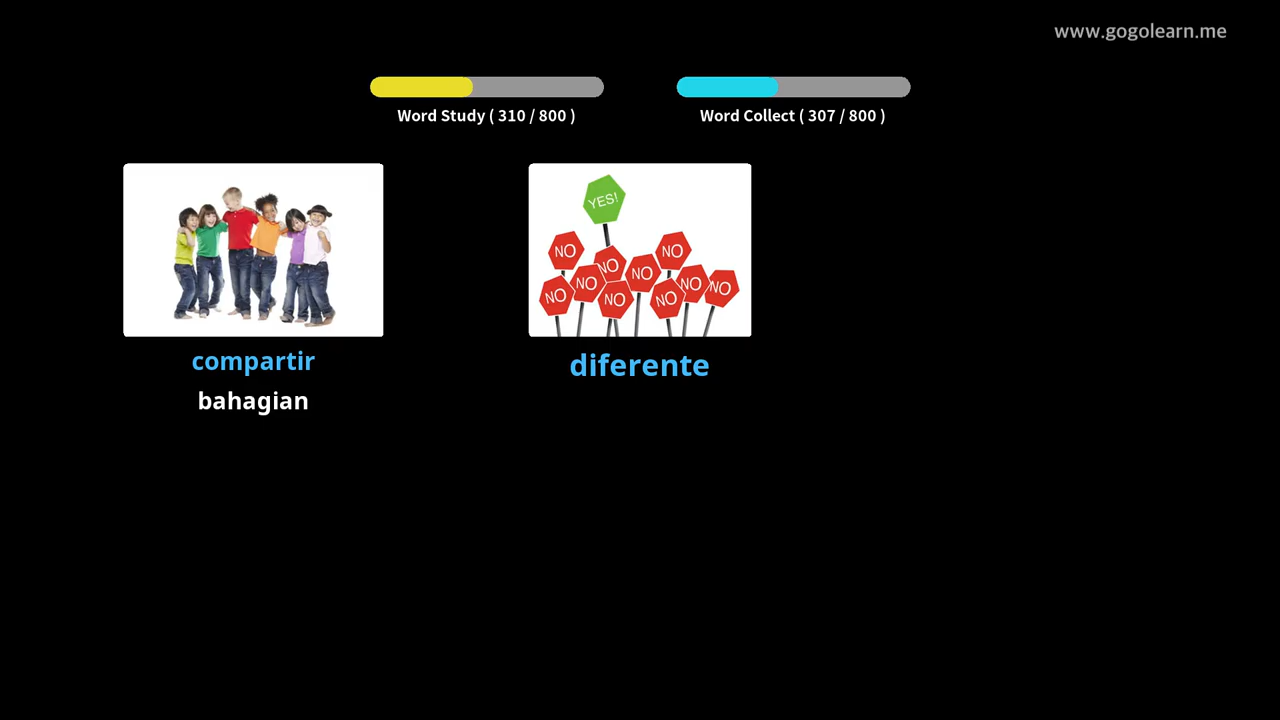 www.gogolearn.me
Word Study ( 310 / 800 )
Word Collect ( 307 / 800 )
YES!
NO
NO
NO
NO
NO
NO
NO
NO
NO
NO
compartir
bahagian
diferente